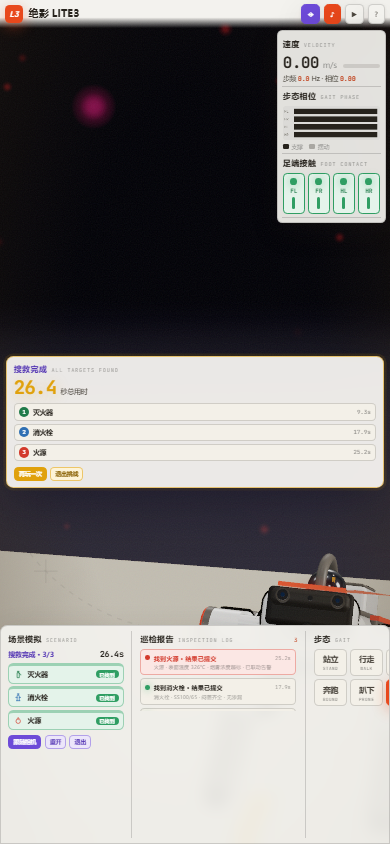 L3 绝影 LITE3
?
速度 VELOCITY
0.00 m/s
步频 0.0 Hz · 相位 0.00
步态相位 GAIT PHASE
支撑 摆动
足端接触 FOOT CONTACT
FL FR HL HR
搜救完成 ALL TARGETS FOUND
26.4 秒总用时
1 灭火器 9.3s
2 消火栓 17.9s
3 火源 25.2s
再玩一次 退出挑战
场景模拟 SCENARIO
搜救完成 · 3/3 26.4s
灭火器 已找到
消火栓 已找到
火源 已找到
重开 退出
巡检报告 INSPECTION LOG 3
找到火源 · 结果已提交 25.2s
找到消火栓 · 结果已提交 17.9s
步态 GAIT
站立 行走
STAND WALK
奔跑 趴下
BOUND PRONE